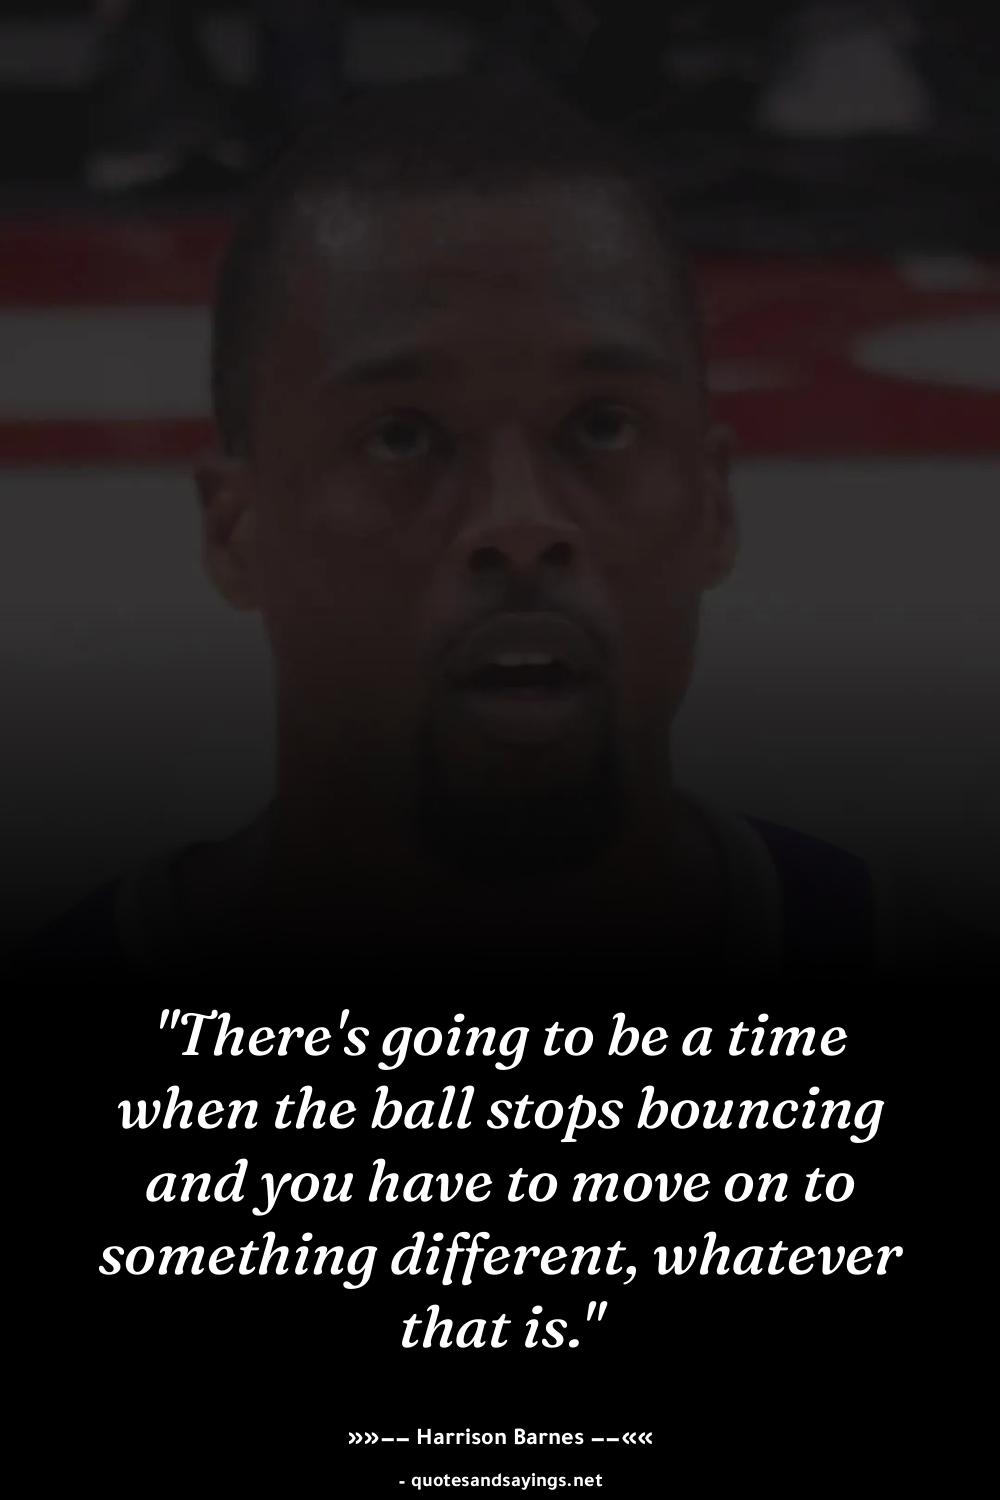 "There's going to be a time
when the ball stops bouncing
and you have to move on to
something different, whatever
that is."
»»−− Harrison Barnes −−««
- quotesandsayings.net